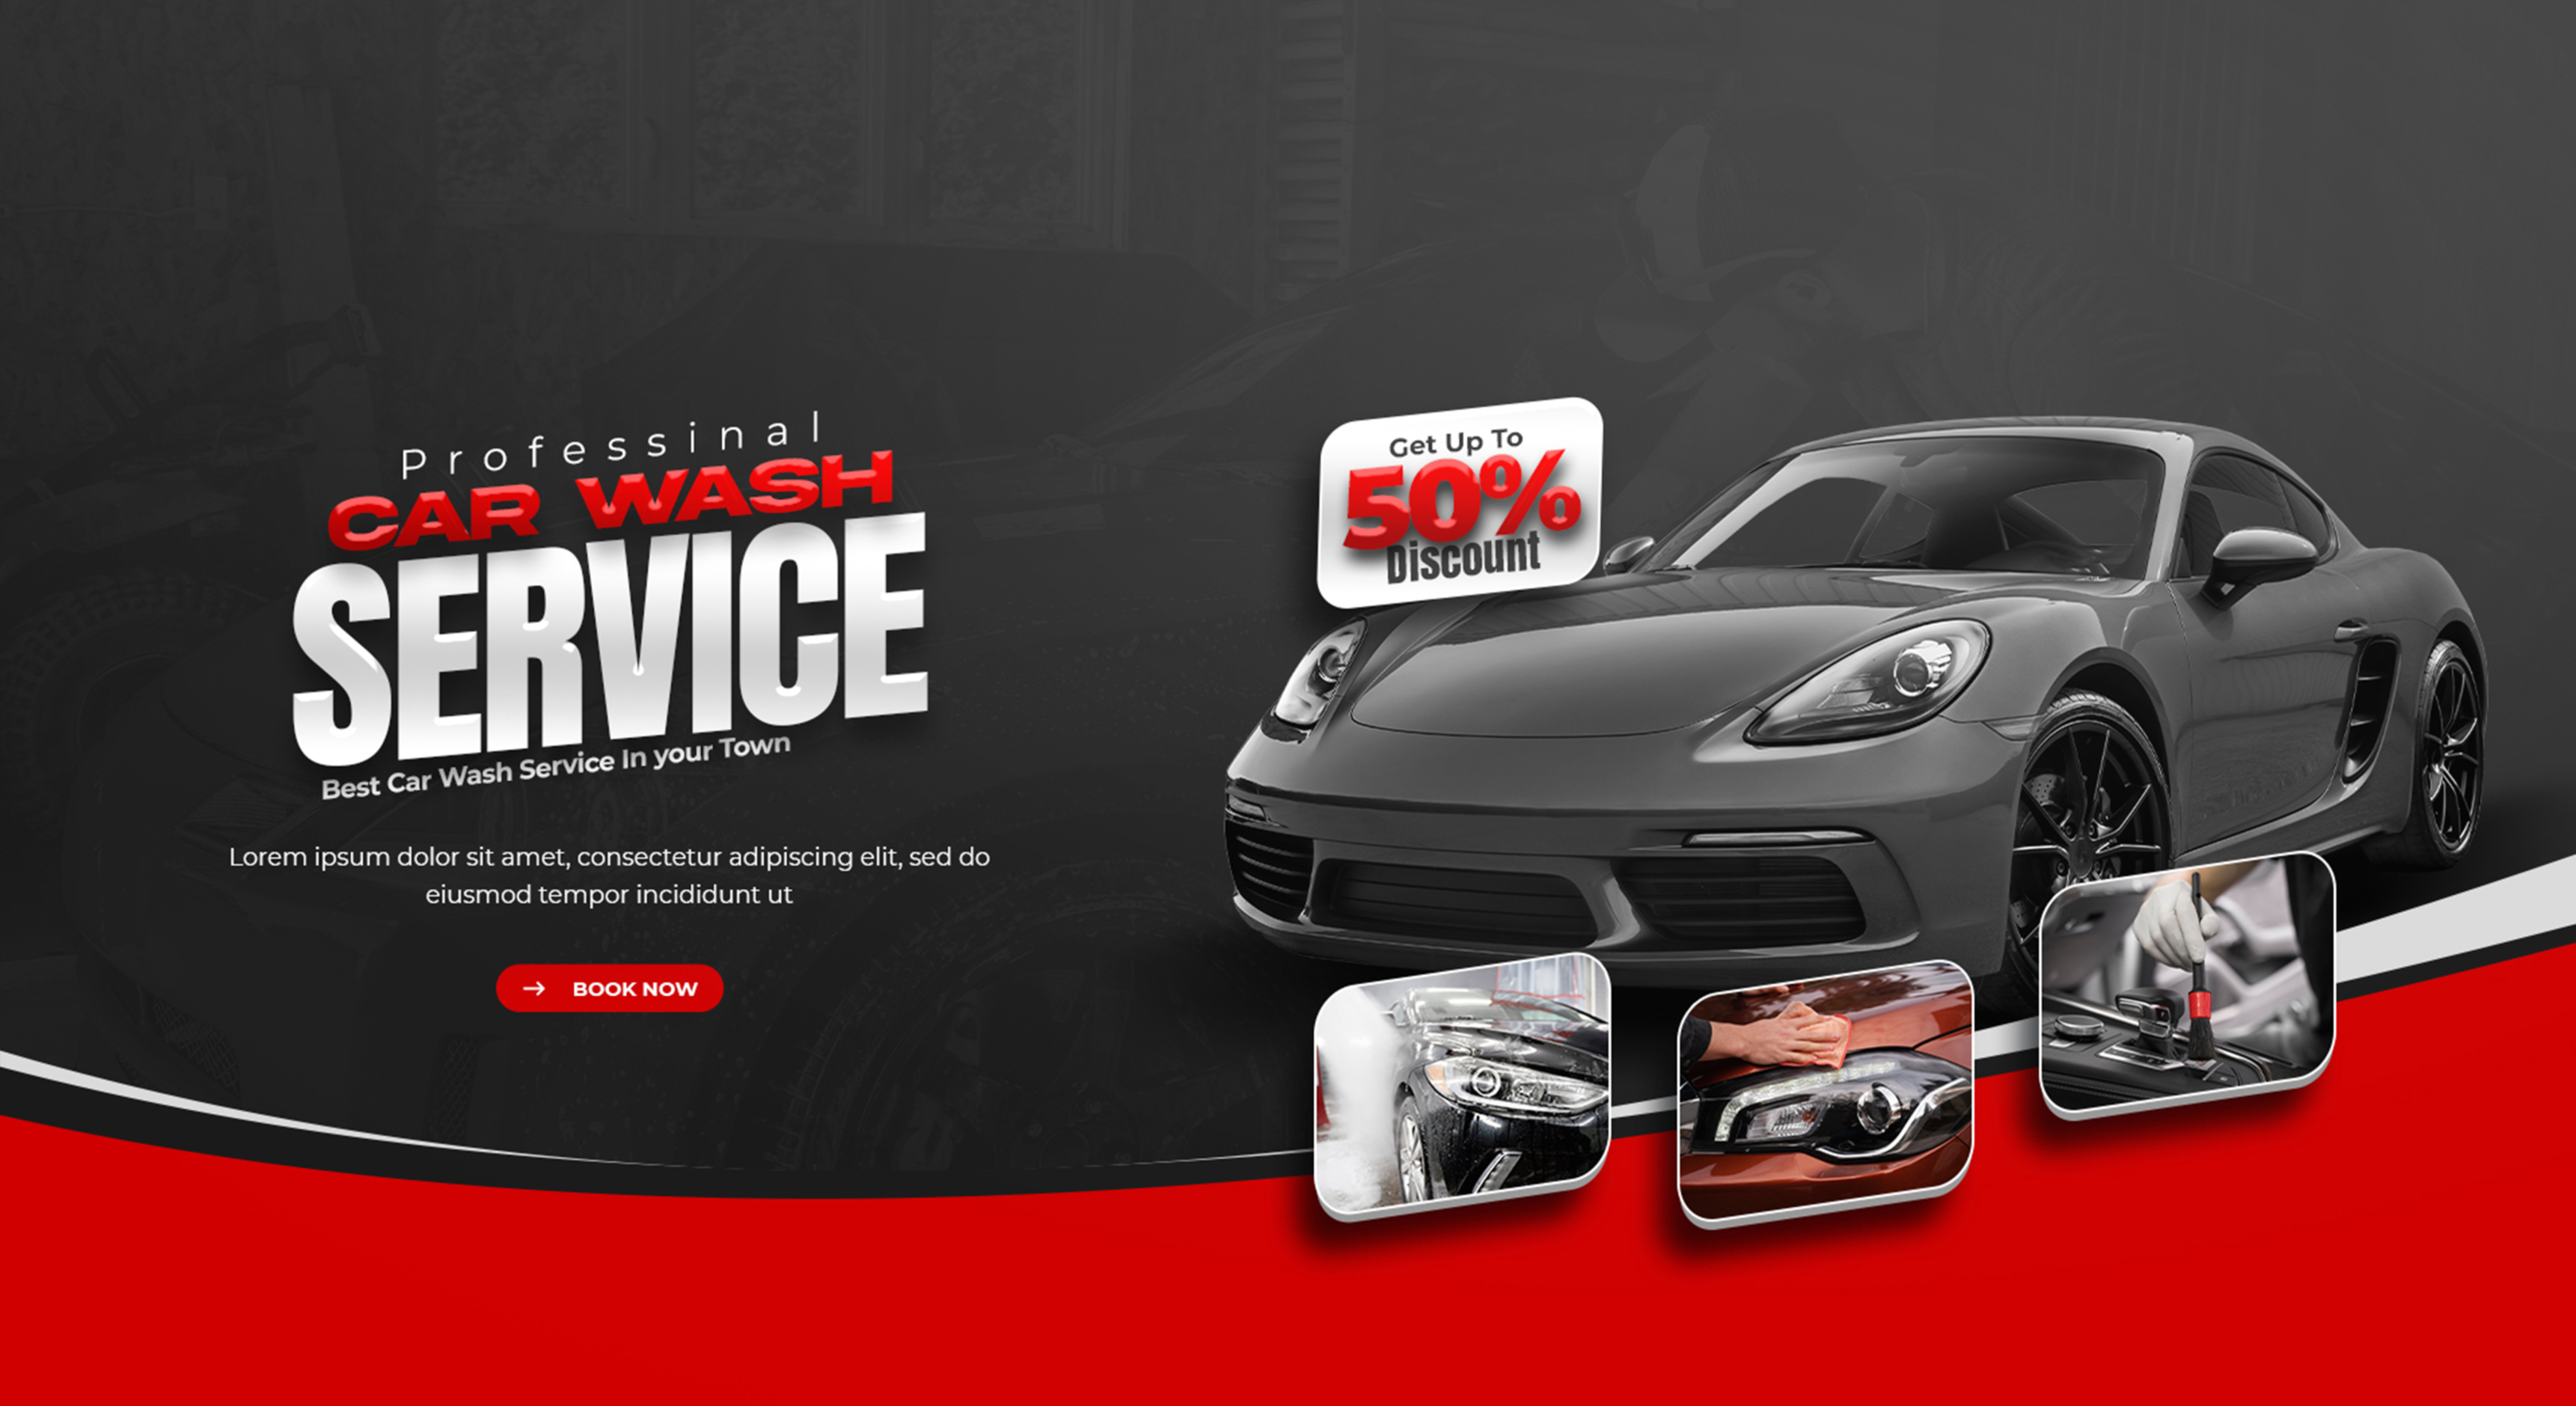 Professinal
CAR WASH
SERVICE
Best Car Wash Service In your Town
Lorem ipsum dolor sit amet, consectetur adipiscing elit, sed do
eiusmod tempor incididunt ut
→ BOOK NOW
Get Up To
50%
Discount